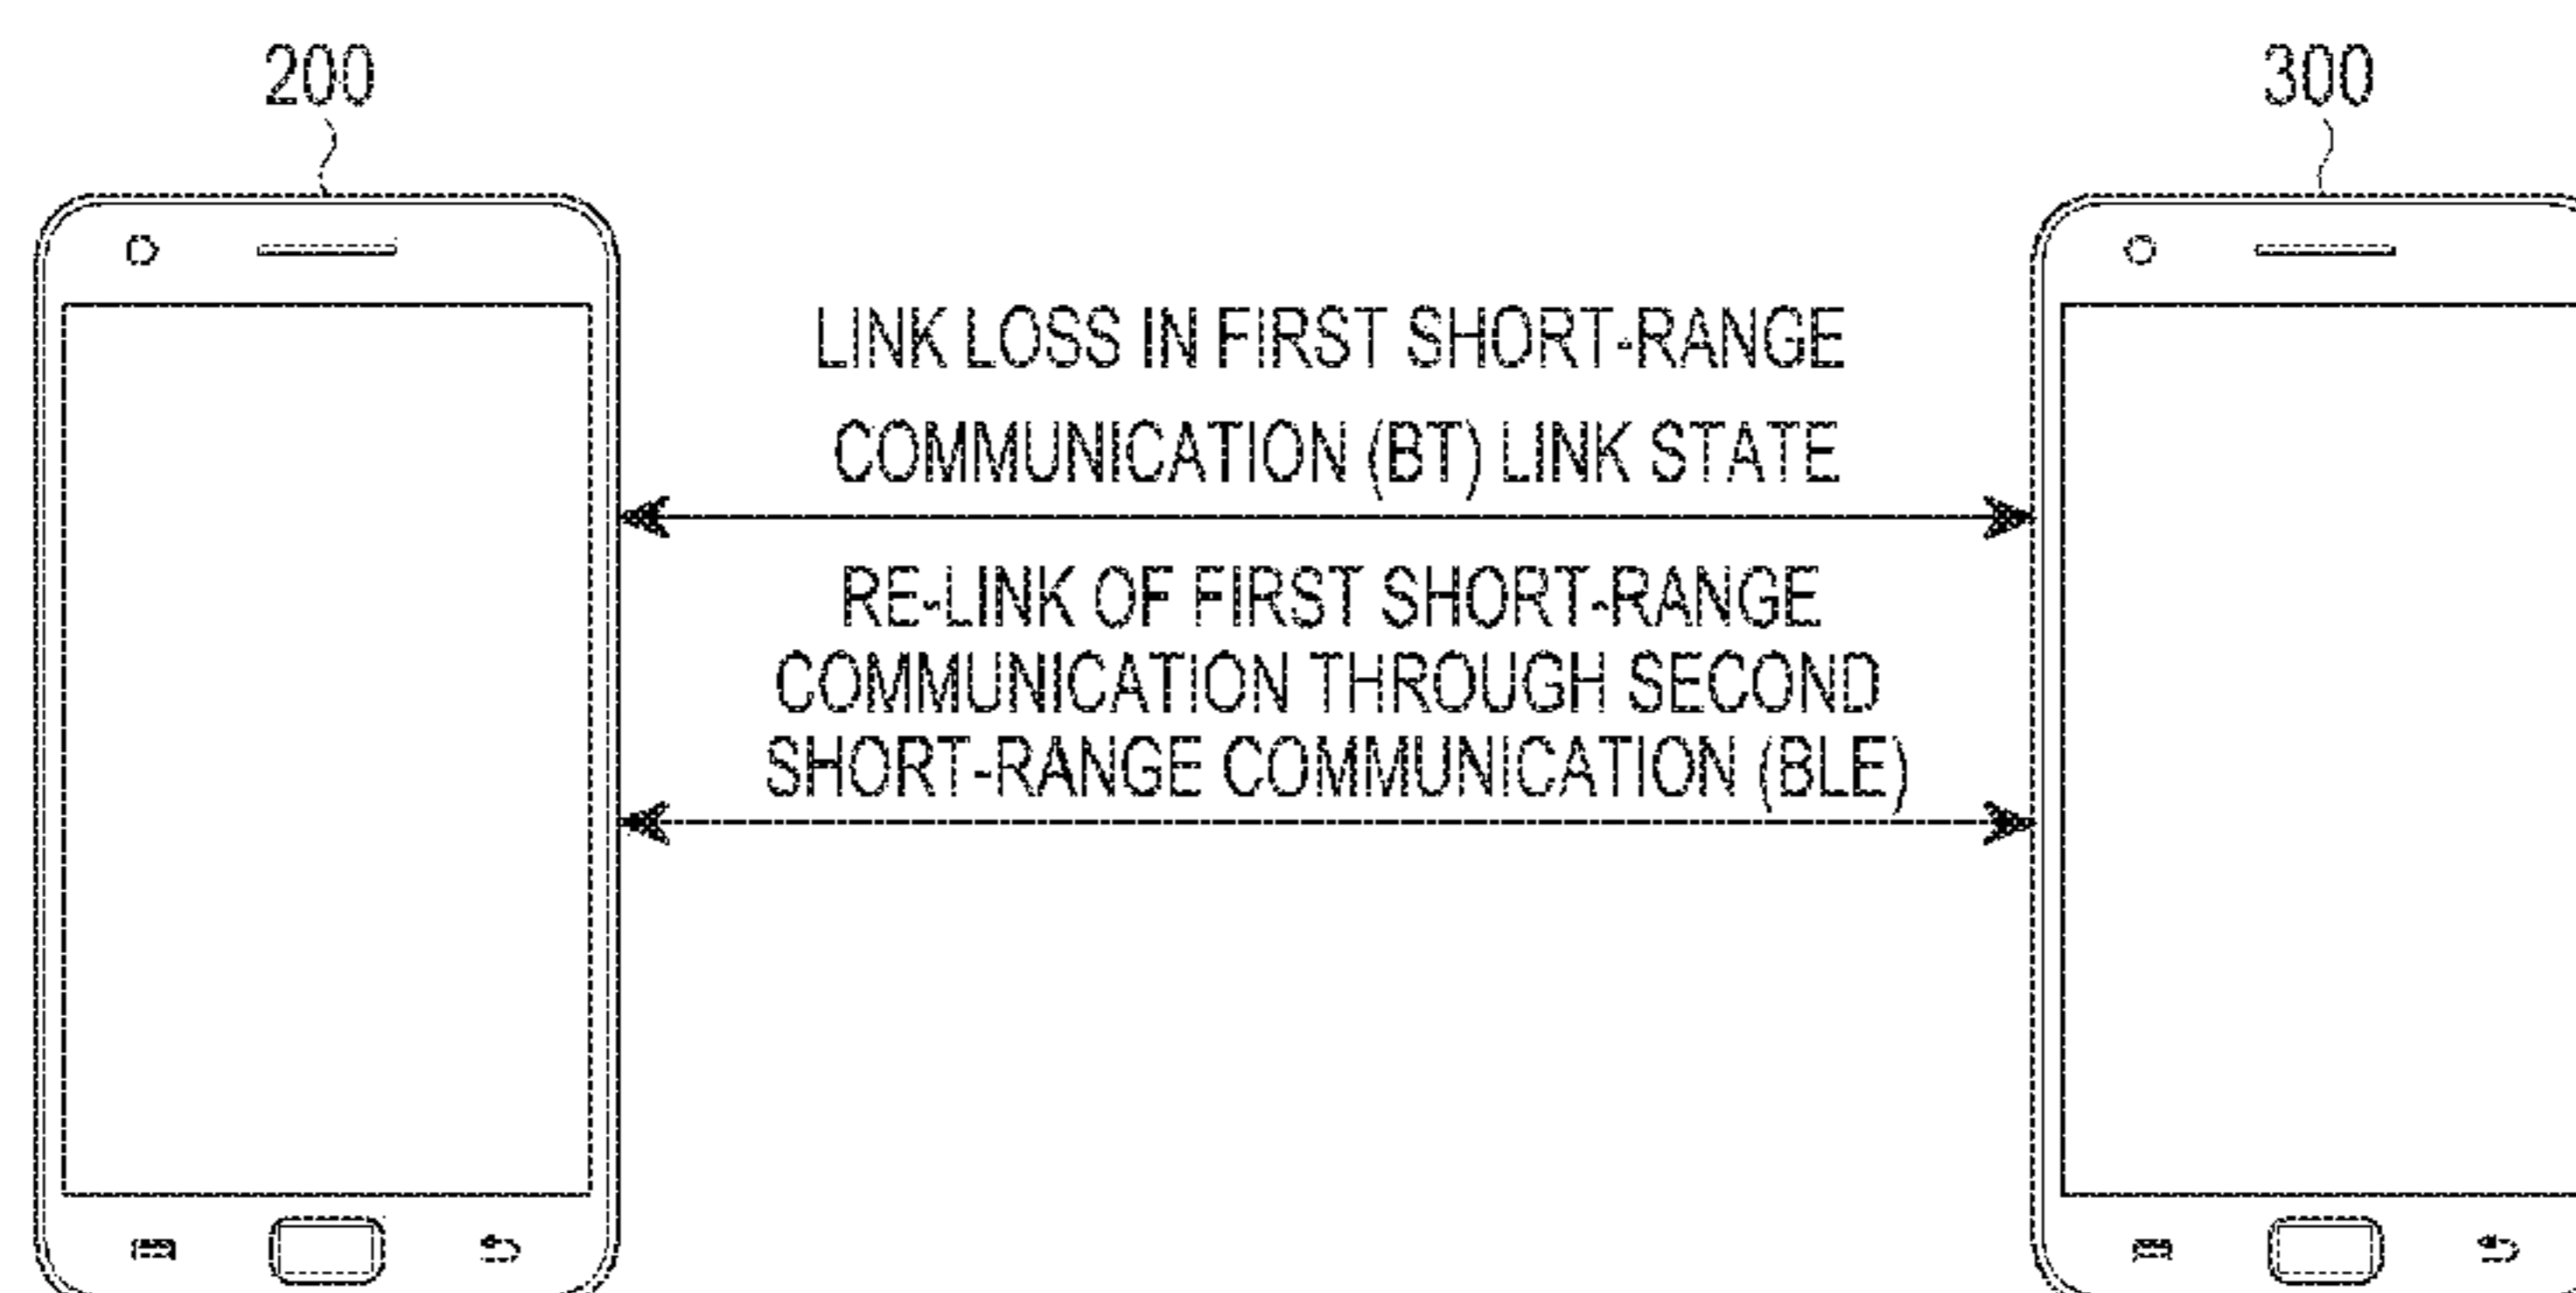 200
300
LINK LOSS IN FIRST SHORT-RANGE
COMMUNICATION (BT) LINK STATE
RE-LINK OF FIRST SHORT-RANGE
COMMUNICATION THROUGH SECOND
SHORT-RANGE COMMUNICATION (BLE)